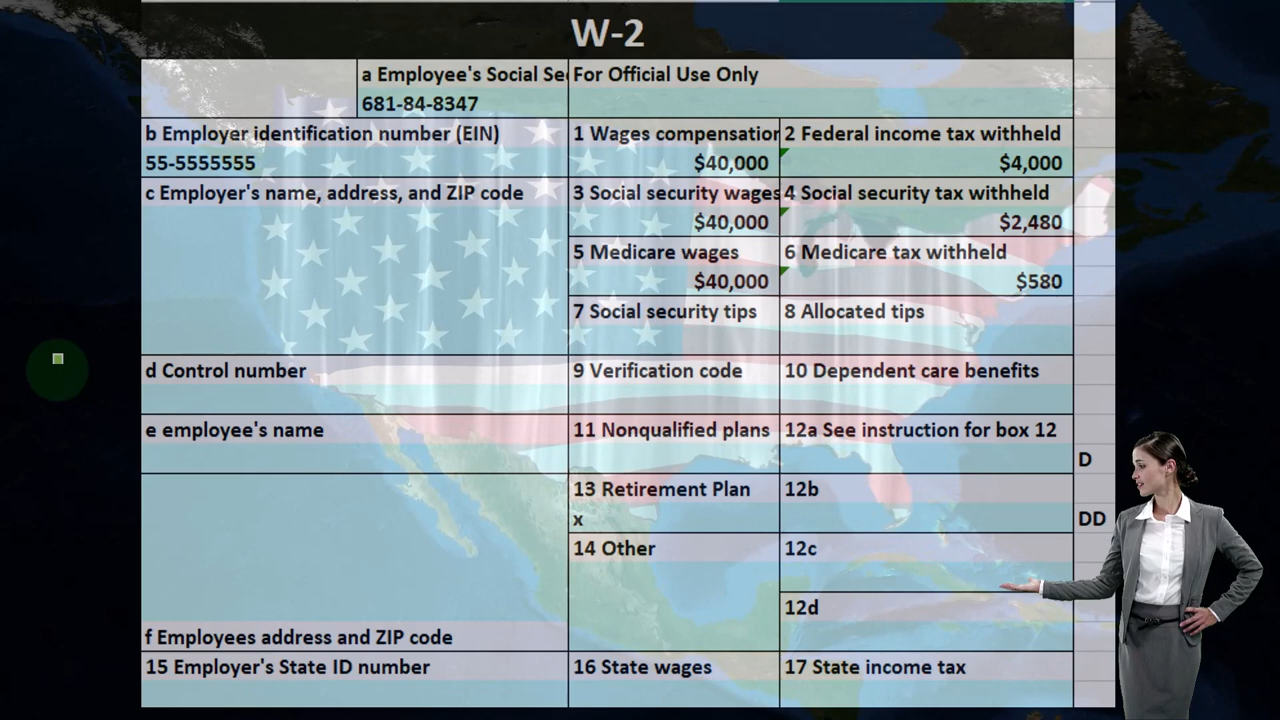 W-2
a Employee's Social Se For Official Use Only
681-84-8347
b Employer identification number (EIN) 1 Wages compensation 2 Federal income tax withheld
55-5555555 $40,000 $4,000
c Employer's name, address, and ZIP code 3 Social security wages 4 Social security tax withheld
$40,000 $2,480
5 Medicare wages 6 Medicare tax withheld
$40,000 $580
7 Social security tips 8 Allocated tips
d Control number 9 Verification code 10 Dependent care benefits
e employee's name 11 Nonqualified plans 12a See instruction for box 12
D
13 Retirement Plan 12b
x DD
14 Other 12c
12d
f Employees address and ZIP code
15 Employer's State ID number 16 State wages 17 State income tax